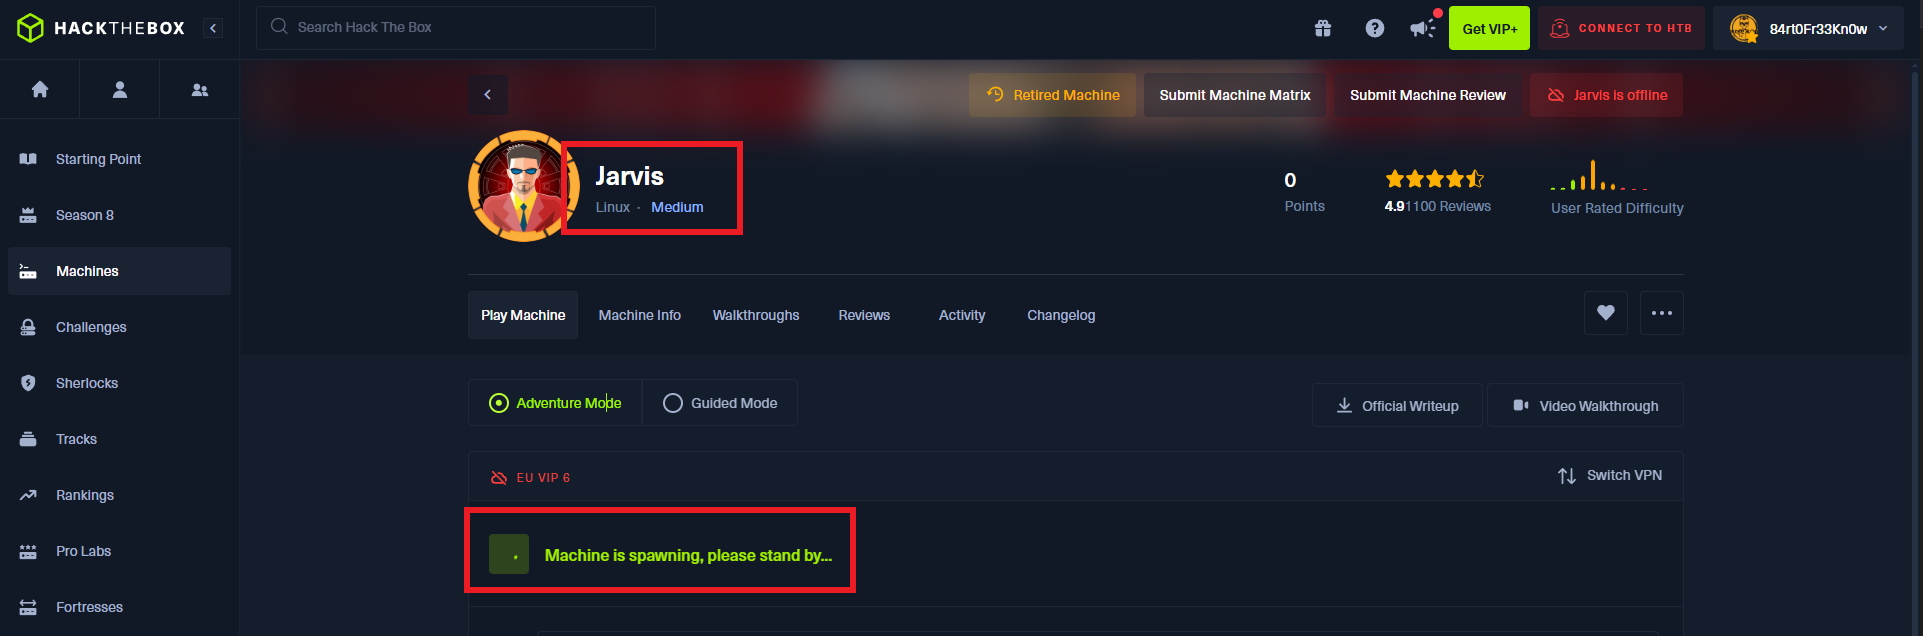 HACKTHEBOX
Search Hack The Box
Get VIP+
CONNECT TO HTB
84rt0Fr33Kn0w
Retired Machine
Submit Machine Matrix
Submit Machine Review
Jarvis is offline
Starting Point
Season 8
Machines
Challenges
Sherlocks
Tracks
Rankings
Pro Labs
Fortresses
Jarvis
Linux · Medium
0
Points
4.9 1100 Reviews
User Rated Difficulty
Play Machine
Machine Info
Walkthroughs
Reviews
Activity
Changelog
Adventure Mode
Guided Mode
Official Writeup
Video Walkthrough
EU VIP 6
Switch VPN
Machine is spawning, please stand by...